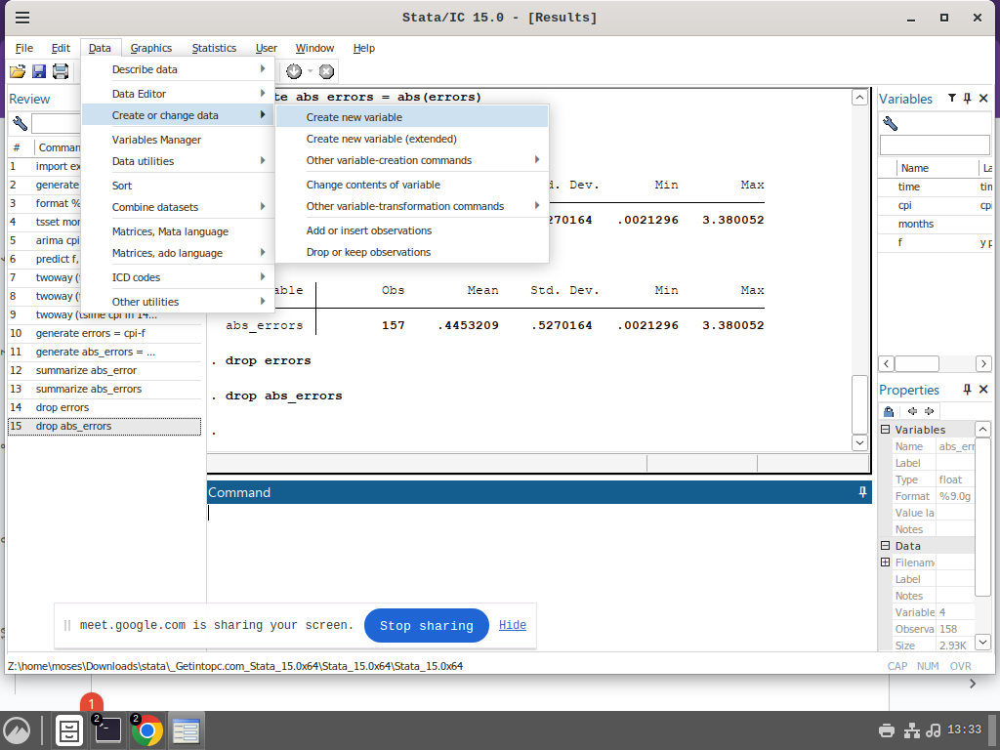 Stata/IC 15.0 - [Results]
File Edit Data Graphics Statistics User Window Help
Review
# Comman
1 import ex
2 generate
3 format %
4 tsset mor
5 arima cpi
6 predict f,
7 twoway (t
8 twoway (t
9 twoway (tsline cpi in 14...
10 generate errors = cpi-f
11 generate abs_errors = ...
12 summarize abs_error
13 summarize abs_errors
14 drop errors
15 drop abs_errors
Describe data
Data Editor
Create or change data
Variables Manager
Data utilities
Sort
Combine datasets
Matrices, Mata language
Matrices, ado language
ICD codes
Other utilities
Create new variable
Create new variable (extended)
Other variable-creation commands
Change contents of variable
Other variable-transformation commands
Add or insert observations
Drop or keep observations
te abs_errors = abs(errors)
d. Dev. Min Max
270164 .0021296 3.380052
able Obs Mean Std. Dev. Min Max
abs_errors 157 .4453209 .5270164 .0021296 3.380052
. drop errors
. drop abs_errors
.
Command
Variables
Name La
time tin
cpi cpi
months
f y p
Properties
Variables
Name abs_err
Label
Type float
Format %9.0g
Value la
Notes
Data
Filenam
Label
Notes
Variable 4
Observa 158
Size 2.93K
meet.google.com is sharing your screen. Stop sharing Hide
Z:\home\moses\Downloads\stata\_Getintopc.com_Stata_15.0x64\Stata_15.0x64\Stata_15.0x64
CAP NUM OVR
1
2 2
13:33